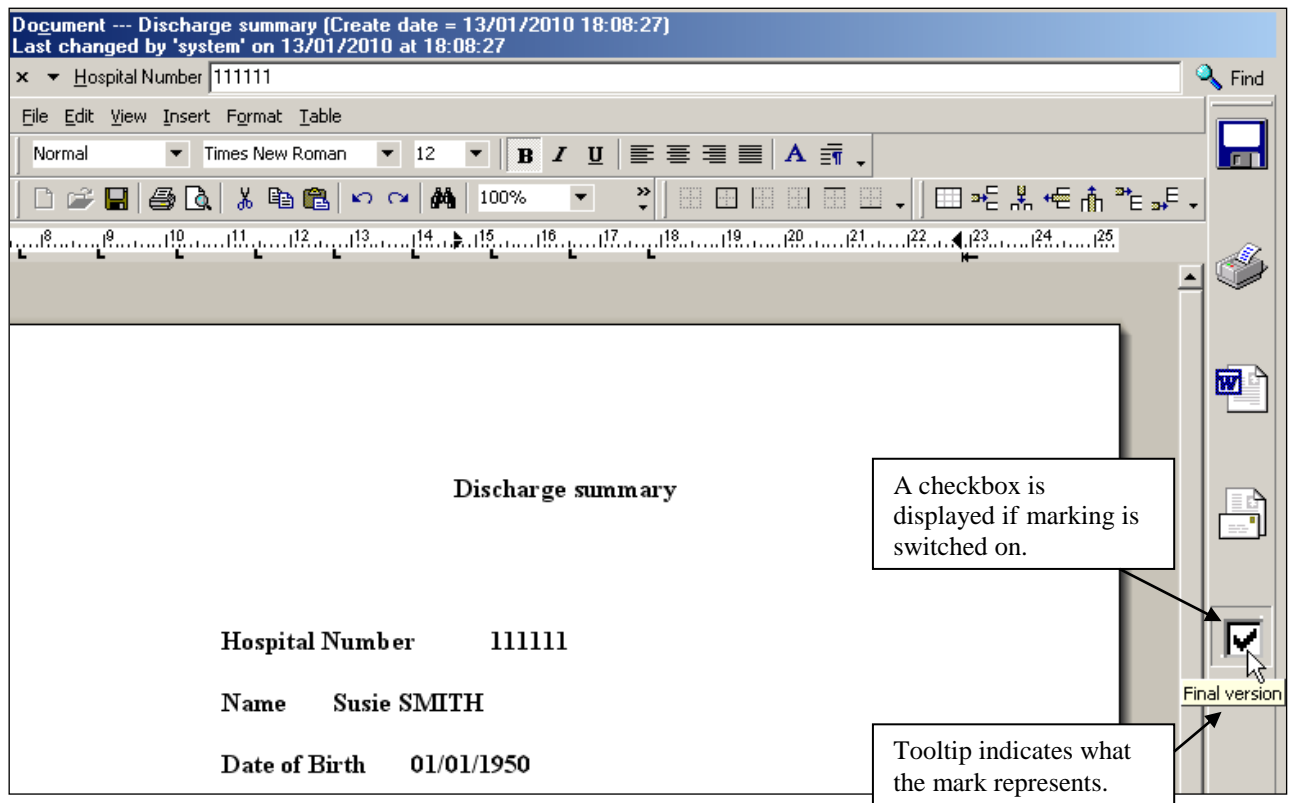 Document --- Discharge summary (Create date = 13/01/2010 18:08:27)
Last changed by 'system' on 13/01/2010 at 18:08:27
Hospital Number 111111 Find
File Edit View Insert Format Table
Normal Times New Roman 12 B I U A
100%
8 9 10 11 12 13 14 15 16 17 18 19 20 21 22 23 24 25
Discharge summary
A checkbox is
displayed if marking is
switched on.
Hospital Number 111111
Name Susie SMITH
Final version
Date of Birth 01/01/1950
Tooltip indicates what
the mark represents.